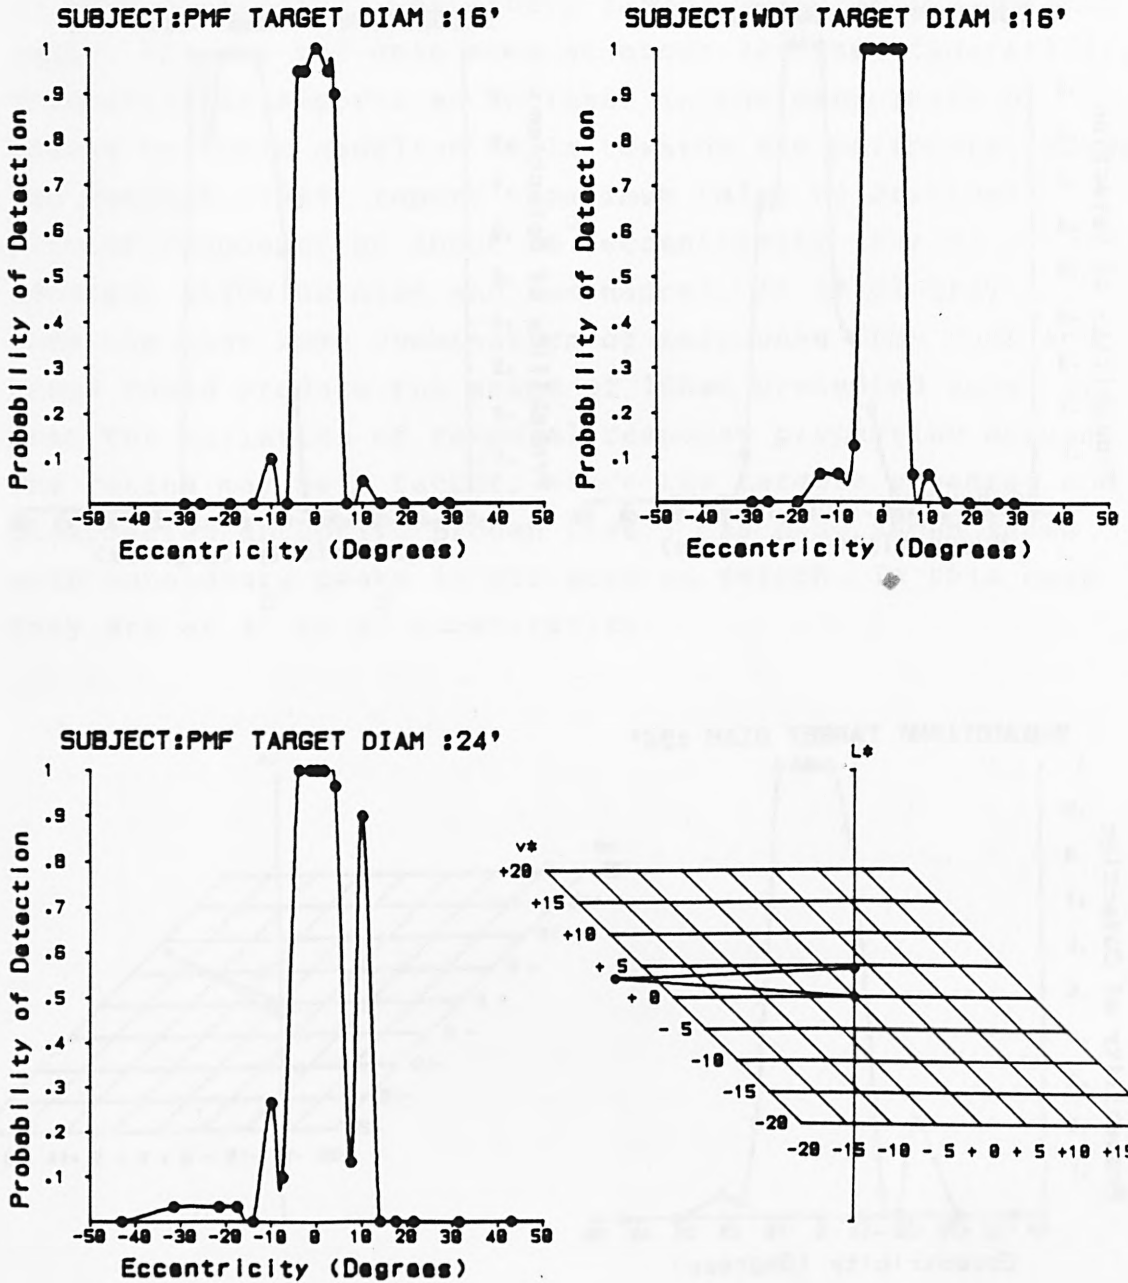 SUBJECT:PMF TARGET DIAM :16'
Probability of Detection
1
.9
.8
.7
.6
.5
.4
.3
.2
.1
-50 -40 -30 -20 -10 0 10 20 30 40 50
Eccentricity (Degrees)
SUBJECT:WDT TARGET DIAM :16'
Probability of Detection
1
.9
.8
.7
.6
.5
.4
.3
.2
.1
-50 -40 -30 -20 -10 0 10 20 30 40 50
Eccentricity (Degrees)
SUBJECT:PMF TARGET DIAM :24'
Probability of Detection
1
.9
.8
.7
.6
.5
.4
.3
.2
.1
-50 -40 -30 -20 -10 0 10 20 30 40 50
Eccentricity (Degrees)
L*
v*
+20
+15
+10
+ 5
+ 0
- 5
-10
-15
-20
-20 -15 -10 -5 + 0 + 5 +10 +15